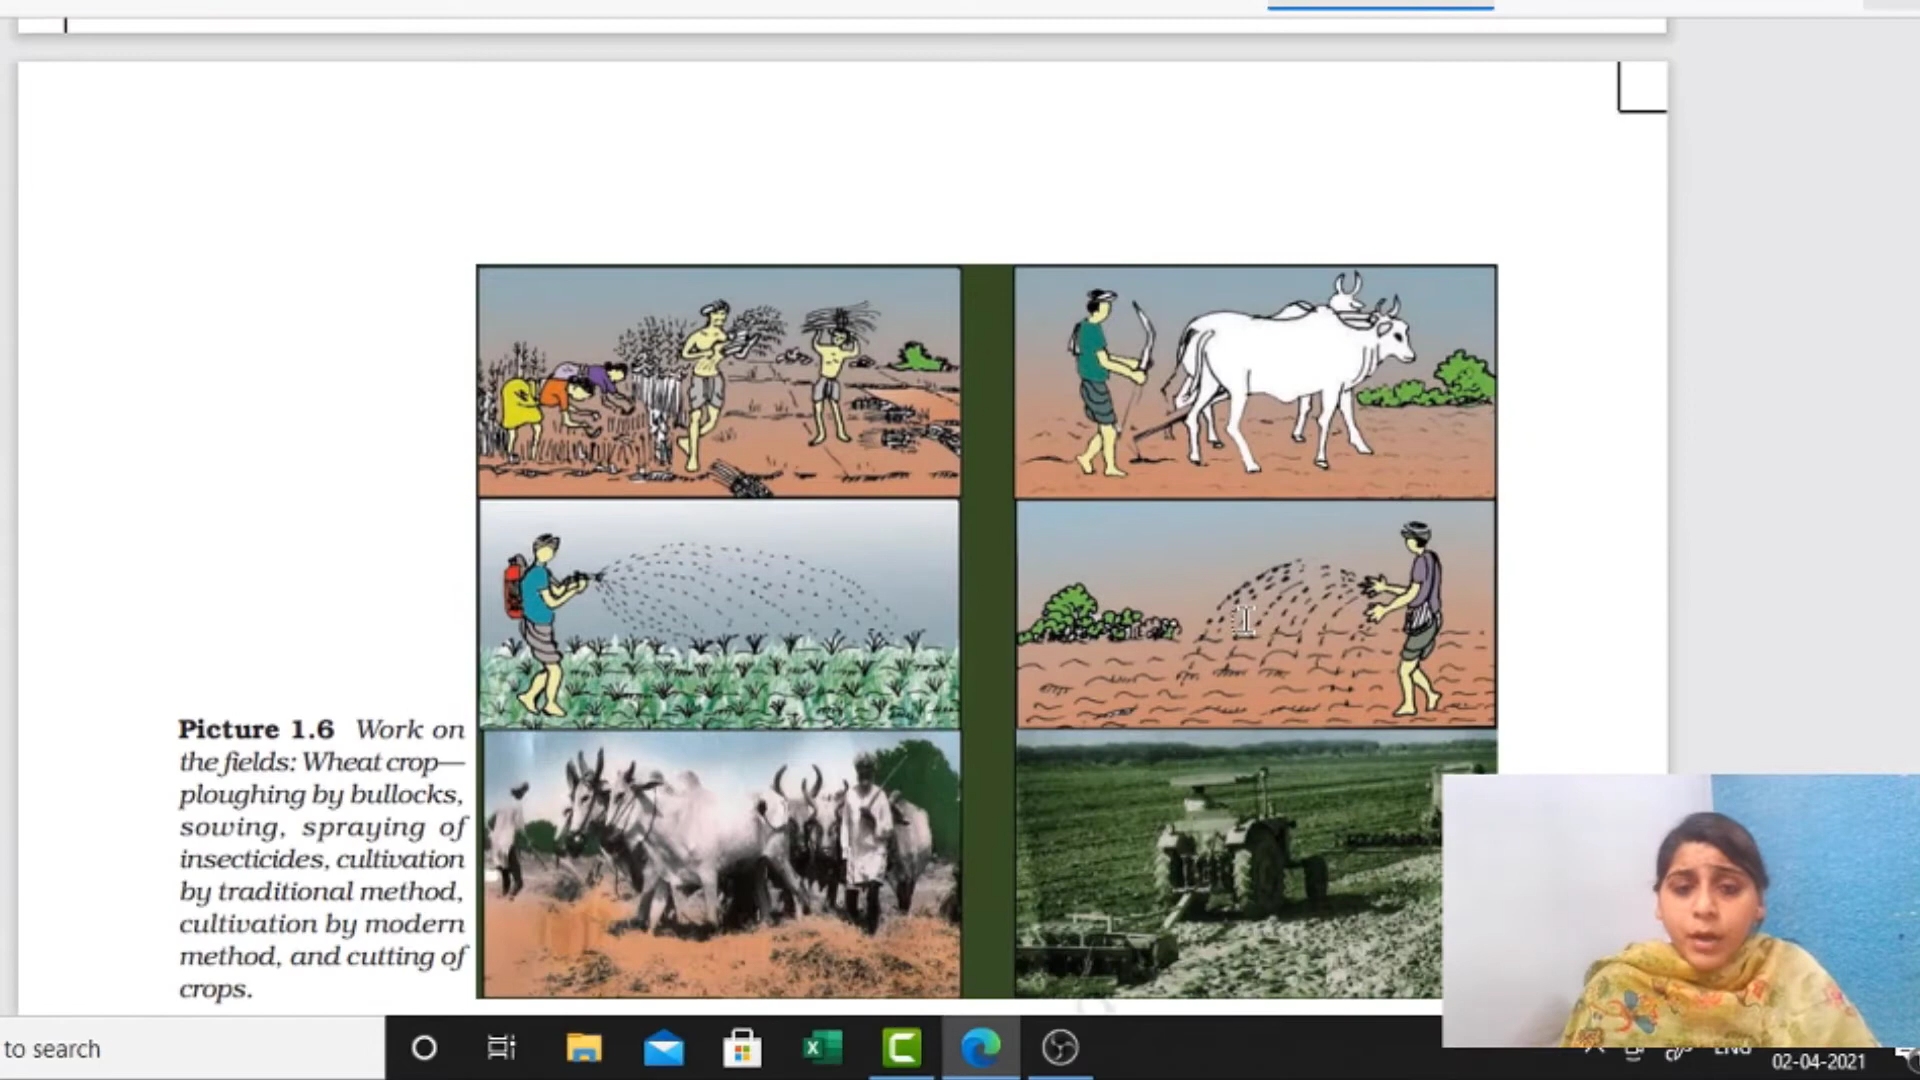 Picture 1.6 Work on
the fields: Wheat crop—
ploughing by bullocks,
sowing, spraying of
insecticides, cultivation
by traditional method,
cultivation by modern
method, and cutting of
crops.
to search
ENG
02-04-2021